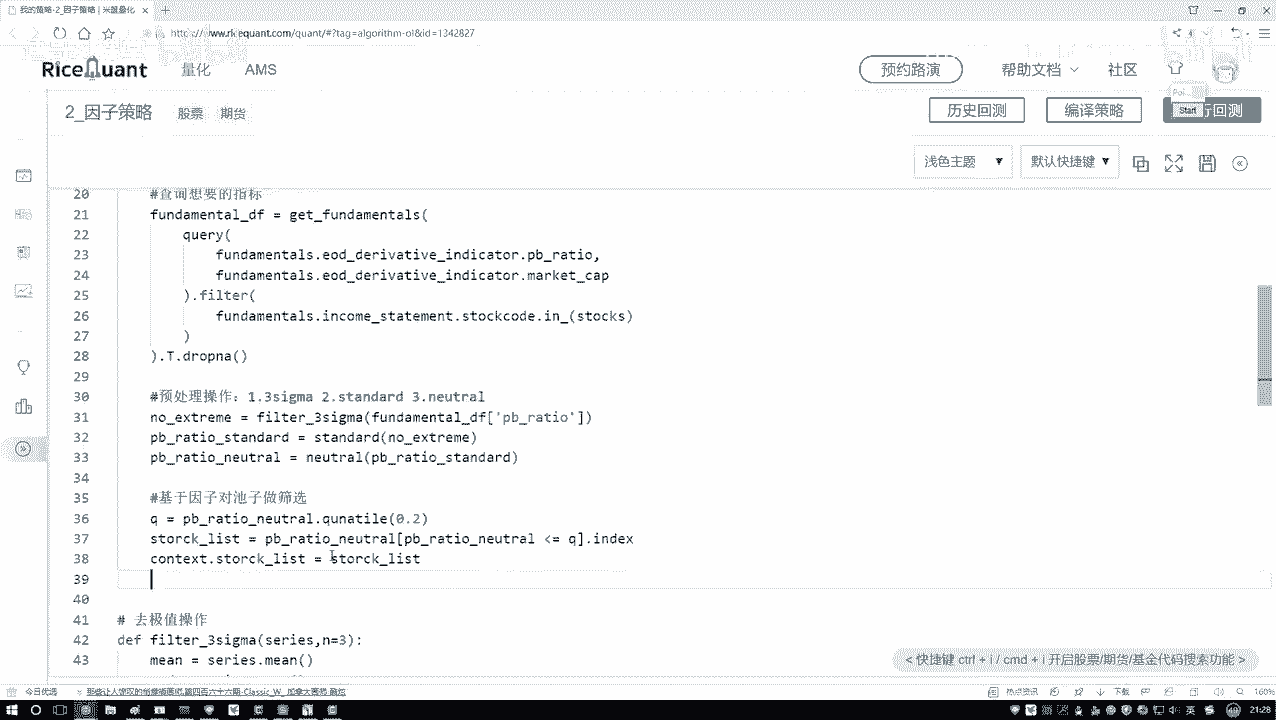 我的策略-2_因子策略 | 米筐量化
https://www.ricequant.com/quant/#?tag=algorithm-ol&id=1342827
RiceQuant 量化 AMS 预约路演 帮助文档 社区
2_因子策略 股票 期货 历史回测 编译策略 行回测
Start
浅色主题 默认快捷键
20 #查询想要的指标
21 fundamental_df = get_fundamentals(
22 query(
23 fundamentals.eod_derivative_indicator.pb_ratio,
24 fundamentals.eod_derivative_indicator.market_cap
25 ).filter(
26 fundamentals.income_statement.stockcode.in_(stocks)
27 )
28 ).T.dropna()
29
30 #预处理操作：1.3sigma 2.standard 3.neutral
31 no_extreme = filter_3sigma(fundamental_df['pb_ratio'])
32 pb_ratio_standard = standard(no_extreme)
33 pb_ratio_neutral = neutral(pb_ratio_standard)
34
35 #基于因子对池子做筛选
36 q = pb_ratio_neutral.qunatile(0.2)
37 storck_list = pb_ratio_neutral[pb_ratio_neutral <= q].index
38 context.storck_list = storck_list
39
40
41 # 去极值操作
42 def filter_3sigma(series,n=3):
43 mean = series.mean()
< 快捷键 ctrl + i / cmd + i 开启股票/期货/基金代码搜索功能 >
今日优选
热点资讯 下载 160%
英 21:28